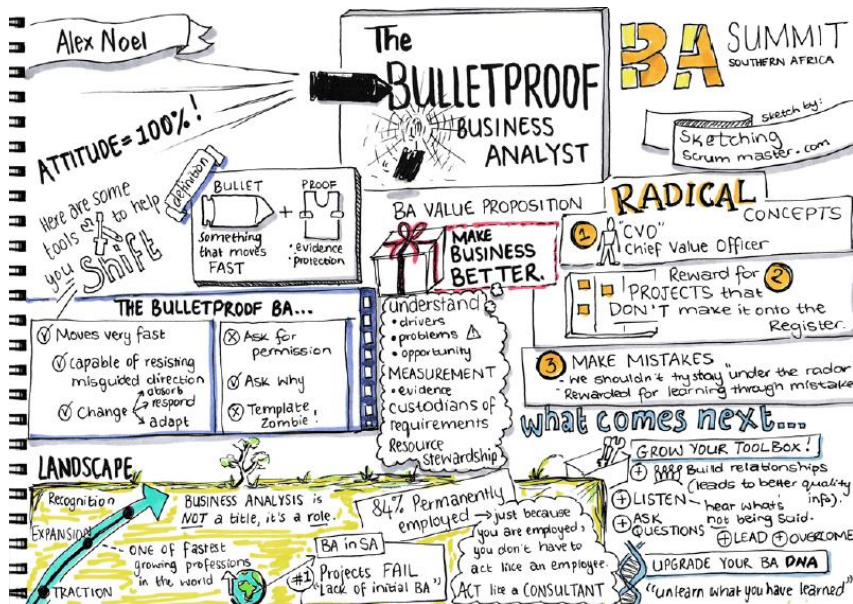 Alex Noel
The
BULLETPROOF
BUSINESS
ANALYST
BA SUMMIT
SOUTHERN AFRICA
sketch by:
Sketching
Scrum master.com
ATTITUDE = 100%!
Here are some
tools to help
you Shift
definition
BULLET
something
that moves
FAST
+
PROOF
• evidence
• protection
THE BULLETPROOF BA...
Moves very fast
capable of resisting
misguided direction
Change
absorb
respond
adapt
Ask for
permission
Ask why
Template
Zombie!
BA VALUE PROPOSITION
MAKE
BUSINESS
BETTER.
understand
• drivers
• problems
• opportunity
MEASUREMENT
• evidence
custodians of
requirements
Resource
Stewardship
RADICAL
CONCEPTS
1 "CVO"
Chief Value Officer
Reward for 2
PROJECTS that
DON'T make it onto the
Register.
3 MAKE MISTAKES
- We shouldn't try stay "under the radar
- Rewarded for learning through mistake
What comes next...
GROW YOUR TOOLBOX!
+ Build relationships
(leads to better quality
info).
+ LISTEN - hear what's
not being said.
+ ASK
QUESTIONS
+ LEAD + OVERCOME
UPGRADE YOUR BA DNA
"unlearn what you have learned"
LANDSCAPE
Recognition
EXPANSION
TRACTION
BUSINESS ANALYSIS is
NOT a title, it's a role.
ONE OF FASTEST
growing professions
in the world
BA in SA
#1 Projects FAIL
"Lack of initial BA"
84% Permanently
employed → just because
you are employed,
you don't have to
act like an employee.
ACT like a CONSULTANT